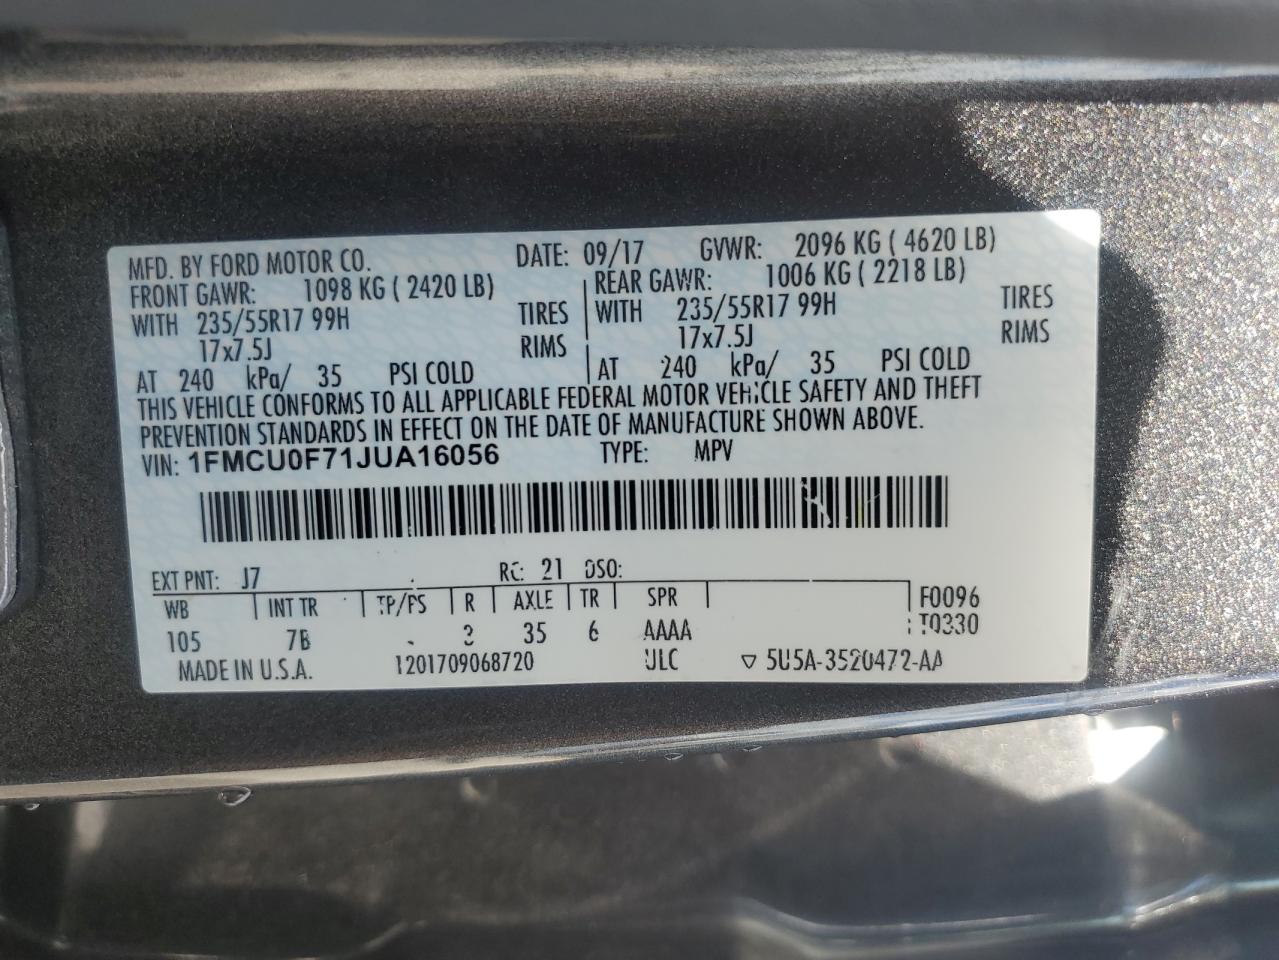 MFD. BY FORD MOTOR CO. DATE: 09/17 GVWR: 2096 KG ( 4620 LB)
FRONT GAWR: 1098 KG ( 2420 LB) REAR GAWR: 1006 KG ( 2218 LB)
WITH 235/55R17 99H TIRES WITH 235/55R17 99H TIRES
17x7.5J RIMS 17x7.5J RIMS
AT 240 kPa/ 35 PSI COLD AT 240 kPa/ 35 PSI COLD
THIS VEHICLE CONFORMS TO ALL APPLICABLE FEDERAL MOTOR VEHICLE SAFETY AND THEFT
PREVENTION STANDARDS IN EFFECT ON THE DATE OF MANUFACTURE SHOWN ABOVE.
VIN: 1FMCU0F71JUA16056 TYPE: MPV
EXT PNT: J7 RC: 21 DSO:
WB INT TR TP/PS R AXLE TR SPR F0096
105 7B - 3 35 6 AAAA T0330
MADE IN U.S.A. 1201709068720 ULC ▽ 5U5A-3520472-AA